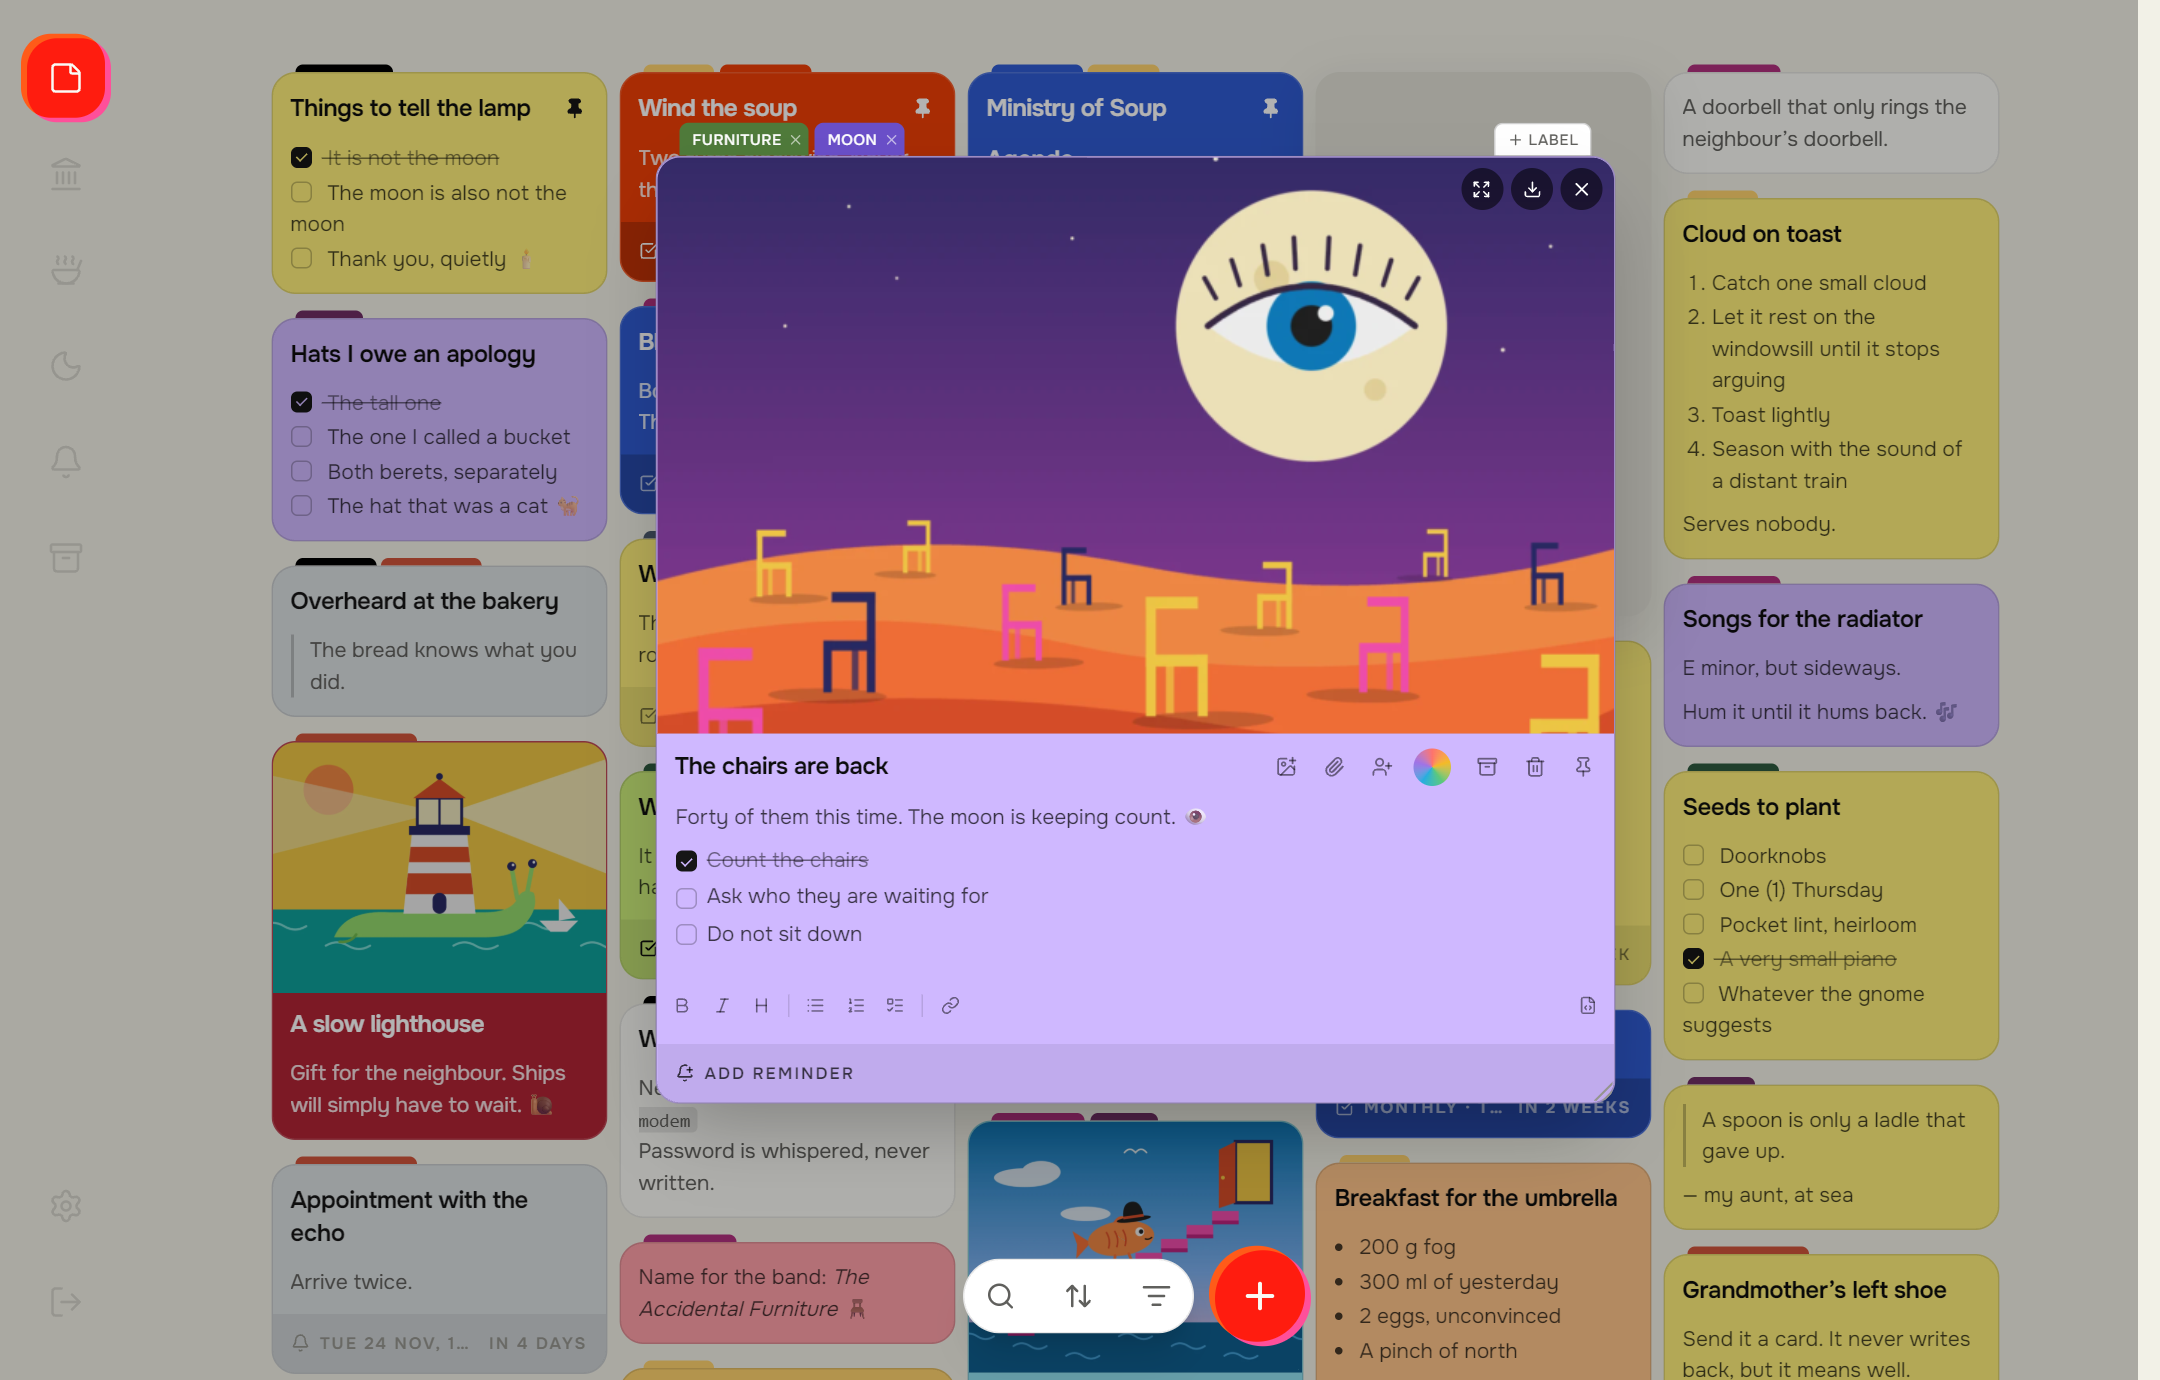 Things to tell the lamp
It is not the moon
The moon is also not the
moon
Thank you, quietly
Hats I owe an apology
The tall one
The one I called a bucket
Both berets, separately
The hat that was a cat
Overheard at the bakery
The bread knows what you
did.
A slow lighthouse
Gift for the neighbour. Ships
will simply have to wait.
Appointment with the
echo
Arrive twice.
TUE 24 NOV, 1... IN 4 DAYS
Wind the soup
modem
Password is whispered, never
written.
Name for the band: The
Accidental Furniture
Ministry of Soup
FURNITURE
MOON
+ LABEL
The chairs are back
Forty of them this time. The moon is keeping count.
Count the chairs
Ask who they are waiting for
Do not sit down
B I H
ADD REMINDER
MONTHLY · 1... IN 2 WEEKS
Breakfast for the umbrella
200 g fog
300 ml of yesterday
2 eggs, unconvinced
A pinch of north
A doorbell that only rings the
neighbour's doorbell.
Cloud on toast
1. Catch one small cloud
2. Let it rest on the
windowsill until it stops
arguing
3. Toast lightly
4. Season with the sound of
a distant train
Serves nobody.
Songs for the radiator
E minor, but sideways.
Hum it until it hums back.
Seeds to plant
Doorknobs
One (1) Thursday
Pocket lint, heirloom
A very small piano
Whatever the gnome
suggests
A spoon is only a ladle that
gave up.
– my aunt, at sea
Grandmother's left shoe
Send it a card. It never writes
back, but it means well.